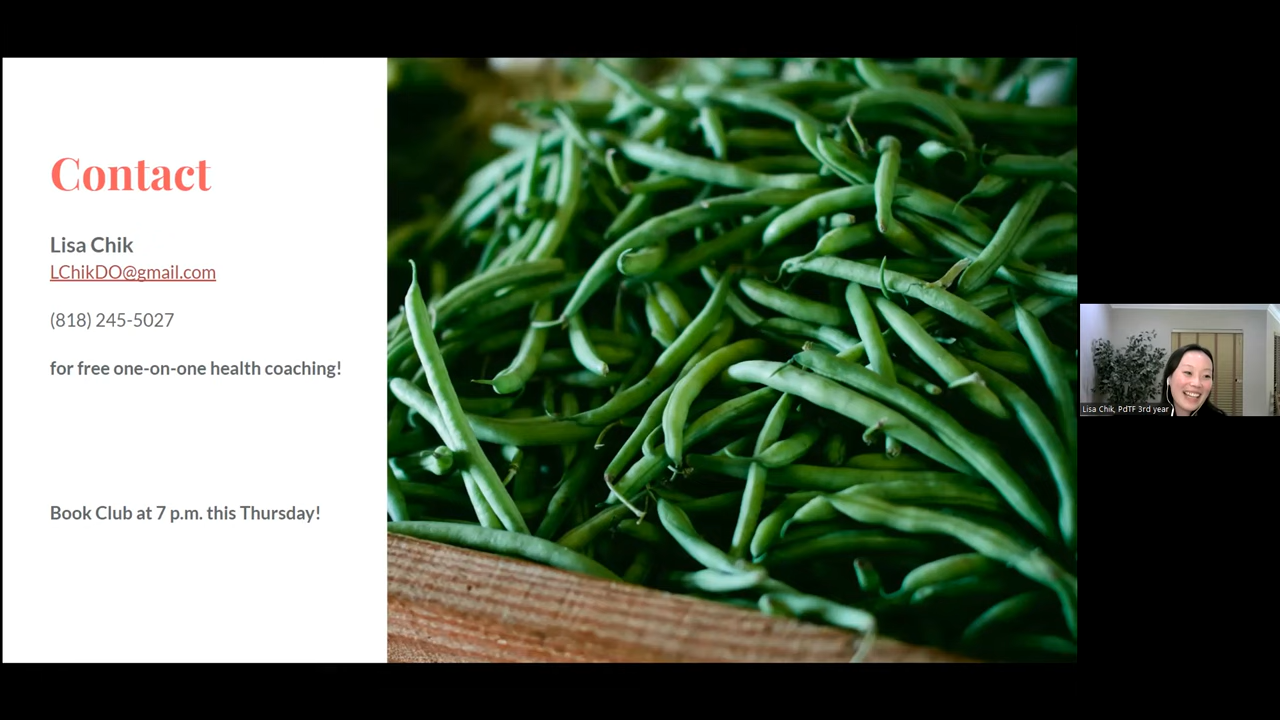 Contact
Lisa Chik
LChikDO@gmail.com
(818) 245-5027
for free one-on-one health coaching!
Book Club at 7 p.m. this Thursday!
Lisa Chik, PdTF 3rd year